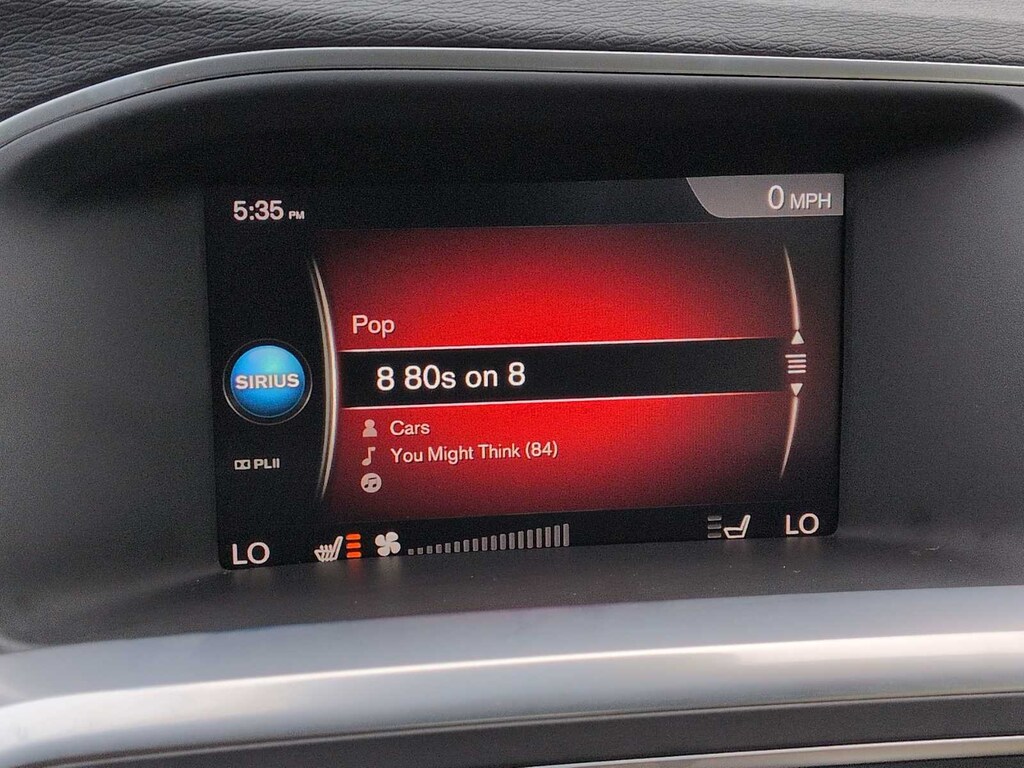 5:35 PM
0 MPH
Pop
8 80s on 8
SIRIUS
Cars
You Might Think (84)
PLII
LO
LO